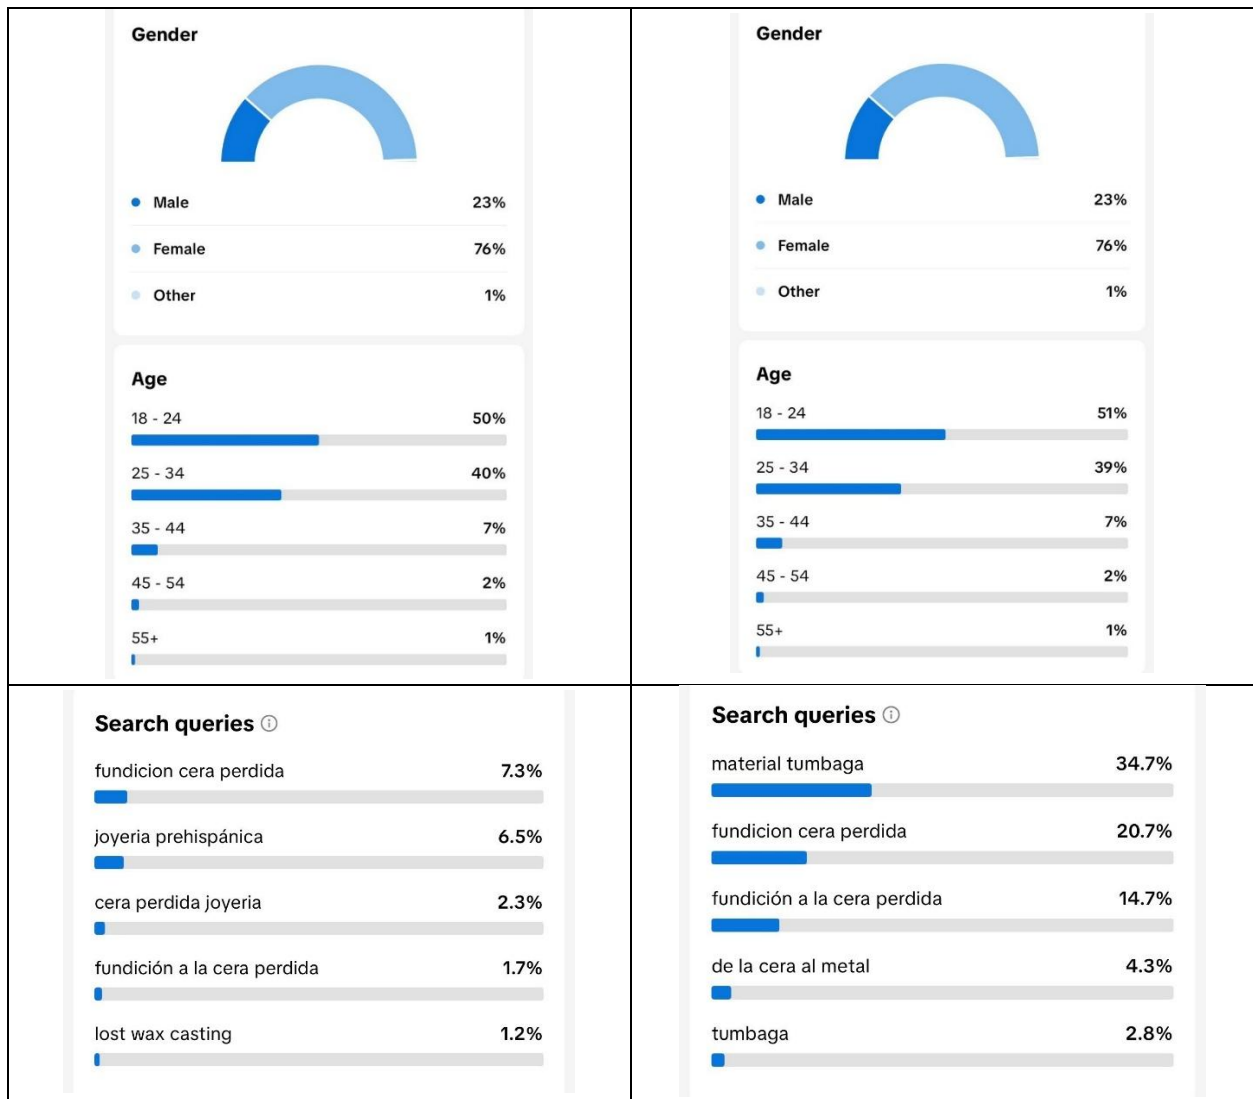 Gender
Male 23%
Female 76%
Other 1%
Age
18 - 24 50%
25 - 34 40%
35 - 44 7%
45 - 54 2%
55+ 1%
Gender
Male 23%
Female 76%
Other 1%
Age
18 - 24 51%
25 - 34 39%
35 - 44 7%
45 - 54 2%
55+ 1%
Search queries
fundicion cera perdida 7.3%
joyeria prehispánica 6.5%
cera perdida joyeria 2.3%
fundición a la cera perdida 1.7%
lost wax casting 1.2%
Search queries
material tumbaga 34.7%
fundicion cera perdida 20.7%
fundición a la cera perdida 14.7%
de la cera al metal 4.3%
tumbaga 2.8%